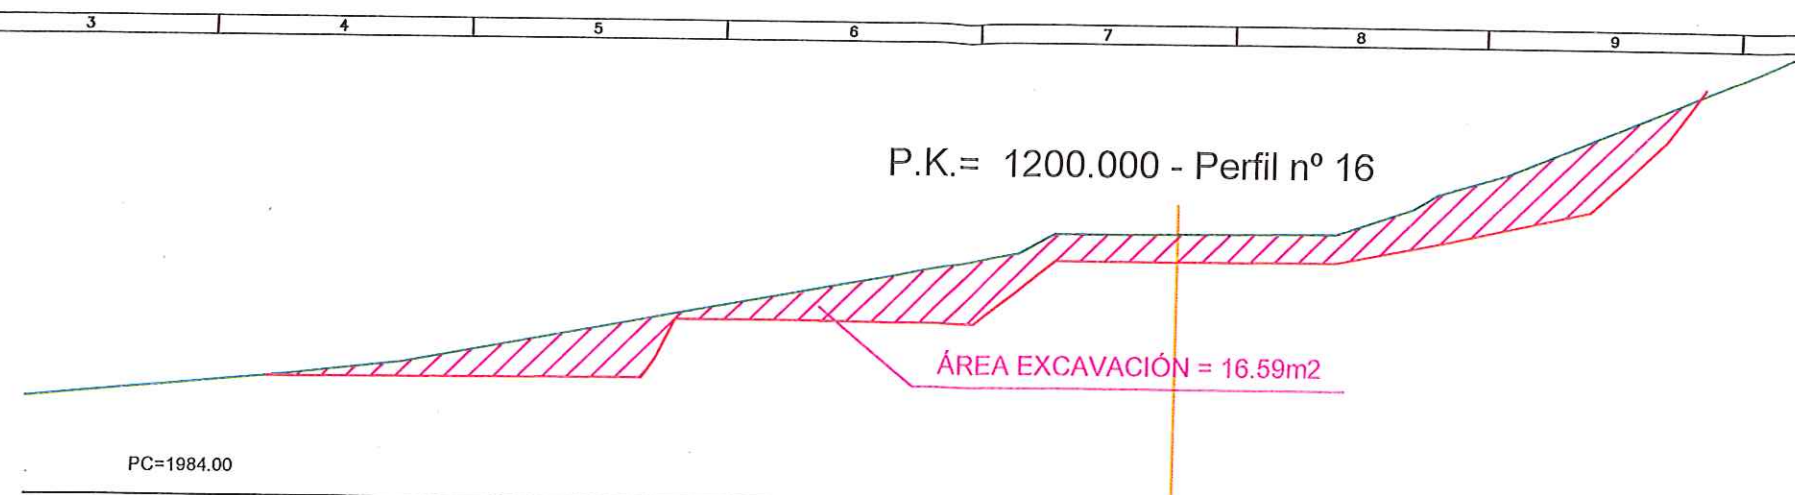 3 4 5 6 7 8 9
P.K.= 1200.000 - Perfil nº 16
ÁREA EXCAVACIÓN = 16.59m2
PC=1984.00